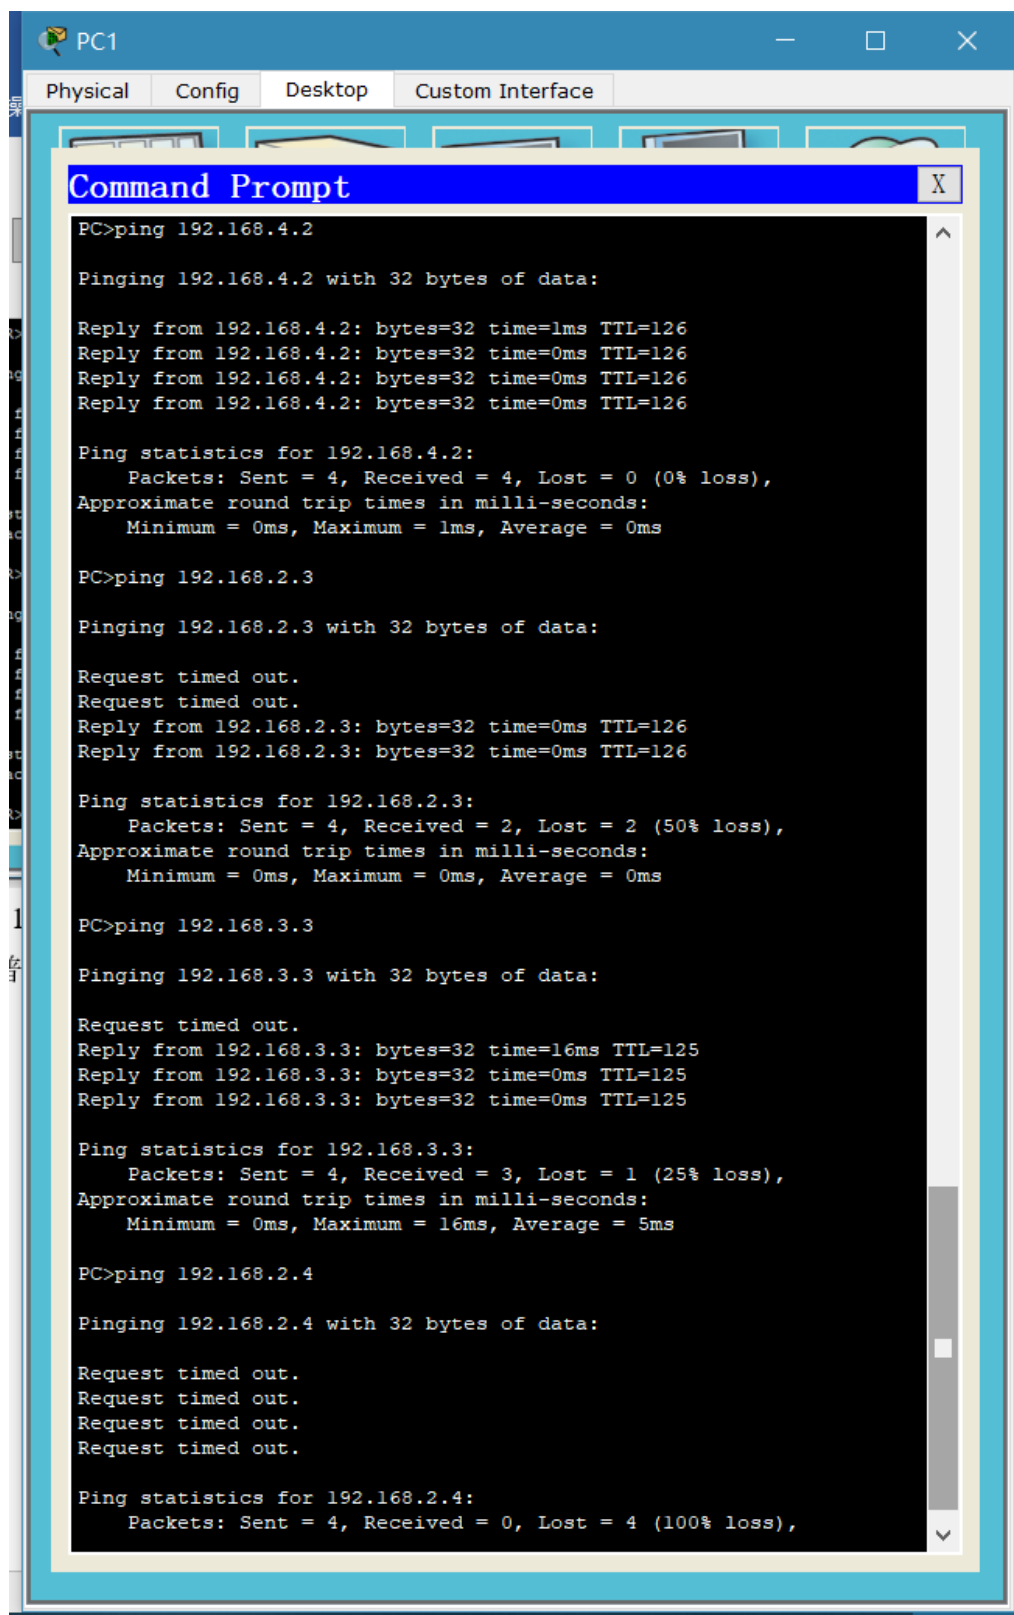 PC1
Physical Config Desktop Custom Interface
Command Prompt X
PC>ping 192.168.4.2
Pinging 192.168.4.2 with 32 bytes of data:
Reply from 192.168.4.2: bytes=32 time=1ms TTL=126
Reply from 192.168.4.2: bytes=32 time=0ms TTL=126
Reply from 192.168.4.2: bytes=32 time=0ms TTL=126
Reply from 192.168.4.2: bytes=32 time=0ms TTL=126
Ping statistics for 192.168.4.2:
Packets: Sent = 4, Received = 4, Lost = 0 (0% loss),
Approximate round trip times in milli-seconds:
Minimum = 0ms, Maximum = 1ms, Average = 0ms
PC>ping 192.168.2.3
Pinging 192.168.2.3 with 32 bytes of data:
Request timed out.
Request timed out.
Reply from 192.168.2.3: bytes=32 time=0ms TTL=126
Reply from 192.168.2.3: bytes=32 time=0ms TTL=126
Ping statistics for 192.168.2.3:
Packets: Sent = 4, Received = 2, Lost = 2 (50% loss),
Approximate round trip times in milli-seconds:
Minimum = 0ms, Maximum = 0ms, Average = 0ms
PC>ping 192.168.3.3
Pinging 192.168.3.3 with 32 bytes of data:
Request timed out.
Reply from 192.168.3.3: bytes=32 time=16ms TTL=125
Reply from 192.168.3.3: bytes=32 time=0ms TTL=125
Reply from 192.168.3.3: bytes=32 time=0ms TTL=125
Ping statistics for 192.168.3.3:
Packets: Sent = 4, Received = 3, Lost = 1 (25% loss),
Approximate round trip times in milli-seconds:
Minimum = 0ms, Maximum = 16ms, Average = 5ms
PC>ping 192.168.2.4
Pinging 192.168.2.4 with 32 bytes of data:
Request timed out.
Request timed out.
Request timed out.
Request timed out.
Ping statistics for 192.168.2.4:
Packets: Sent = 4, Received = 0, Lost = 4 (100% loss),